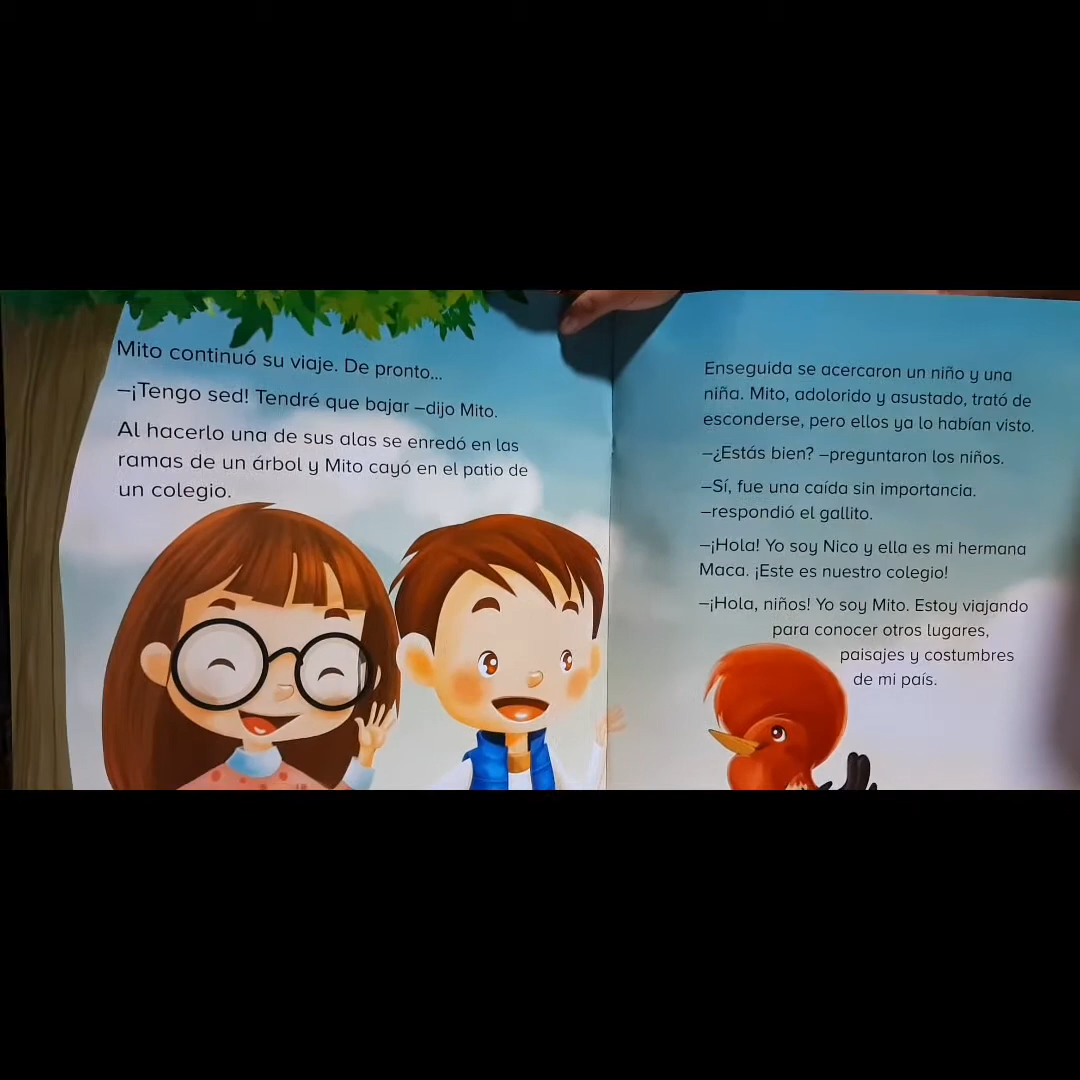 Mito continuó su viaje. De pronto...
–¡Tengo sed! Tendré que bajar –dijo Mito.
Al hacerlo una de sus alas se enredó en las
ramas de un árbol y Mito cayó en el patio de
un colegio.
Enseguida se acercaron un niño y una
niña. Mito, adolorido y asustado, trató de
esconderse, pero ellos ya lo habían visto.
–¿Estás bien? –preguntaron los niños.
–Sí, fue una caída sin importancia.
–respondió el gallito.
–¡Hola! Yo soy Nico y ella es mi hermana
Maca. ¡Este es nuestro colegio!
–¡Hola, niños! Yo soy Mito. Estoy viajando
para conocer otros lugares,
paisajes y costumbres
de mi país.